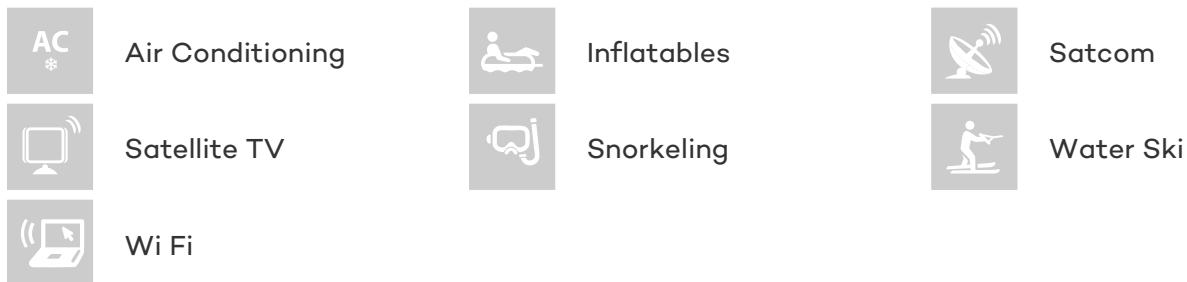 AC
Air Conditioning
Inflatables
Satcom
Satellite TV
Snorkeling
Water Ski
Wi Fi